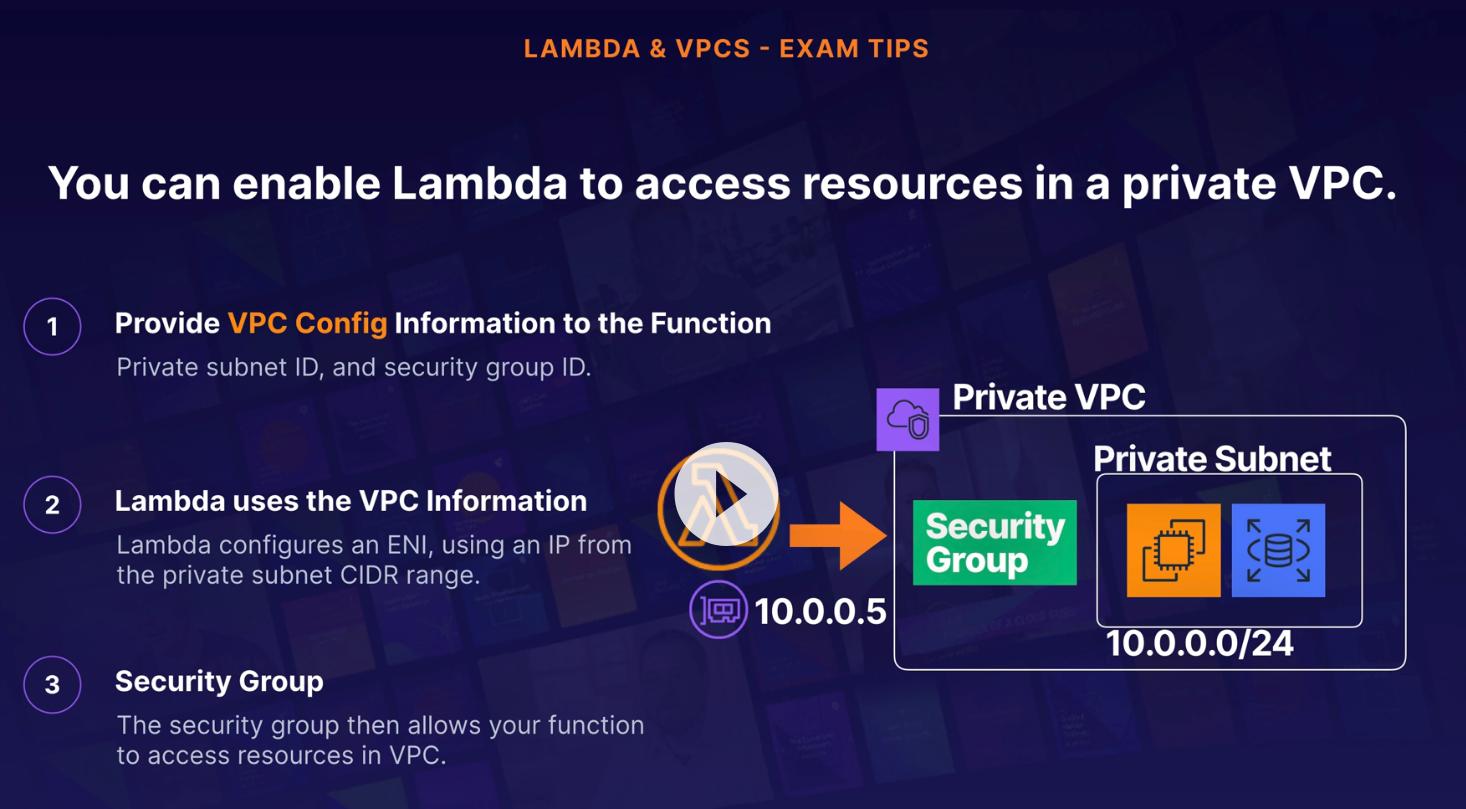 LAMBDA & VPCS - EXAM TIPS
You can enable Lambda to access resources in a private VPC.
1
Provide VPC Config Information to the Function
Private subnet ID, and security group ID.
2
Lambda uses the VPC Information
Lambda configures an ENI, using an IP from
the private subnet CIDR range.
3
Security Group
The security group then allows your function
to access resources in VPC.
Private VPC
Private Subnet
Security
Group
10.0.0.5
10.0.0.0/24